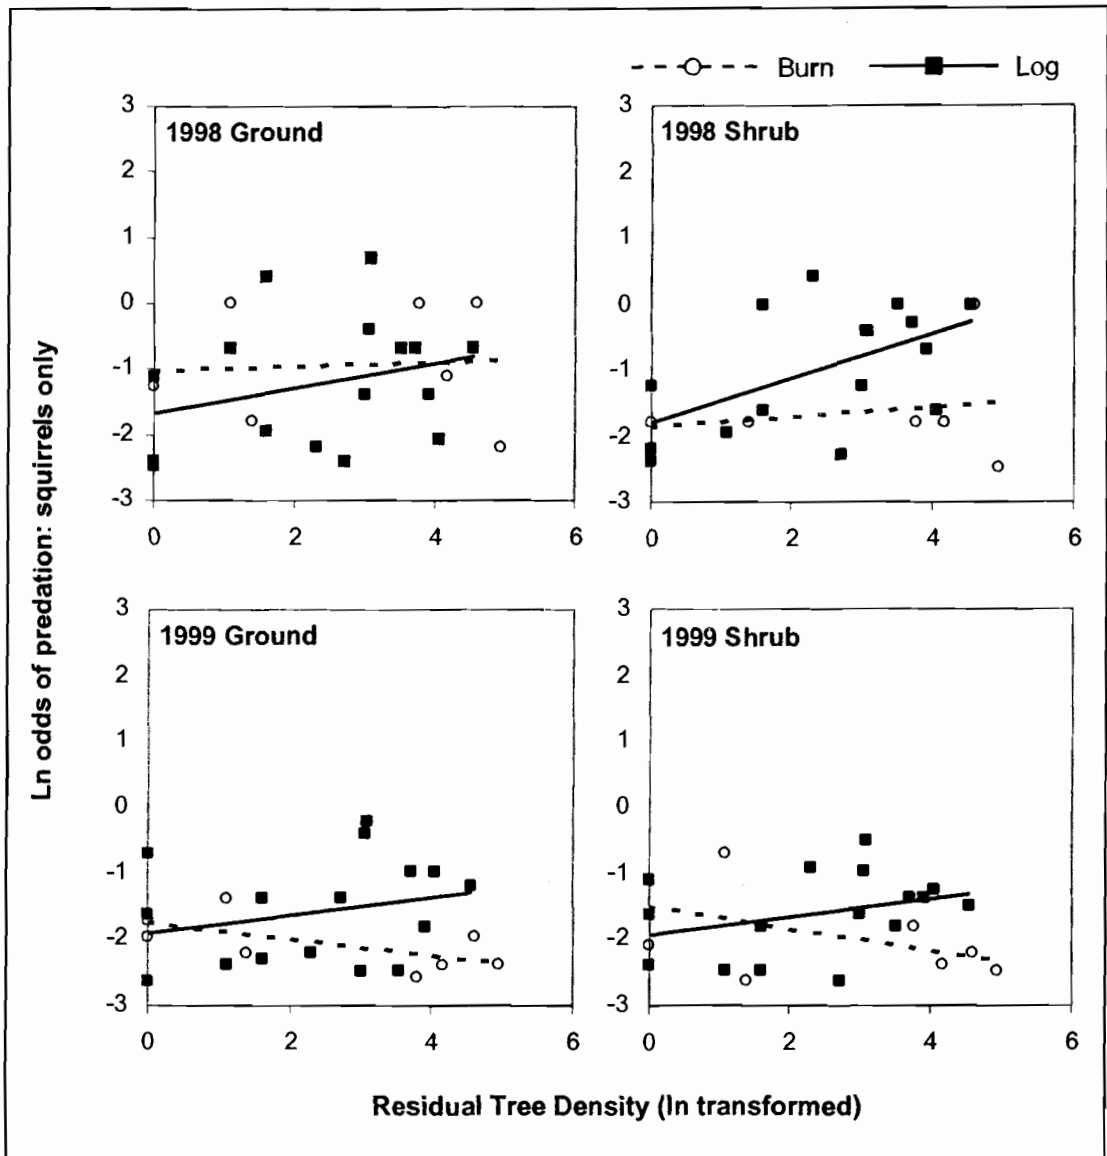 Burn Log
1998 Ground
3
2
1
0
-1
-2
-3
0 2 4 6
1998 Shrub
3
2
1
0
-1
-2
-3
0 2 4 6
1999 Ground
3
2
1
0
-1
-2
-3
0 2 4 6
1999 Shrub
3
2
1
0
-1
-2
-3
0 2 4 6
Ln odds of predation: squirrels only
Residual Tree Density (ln transformed)